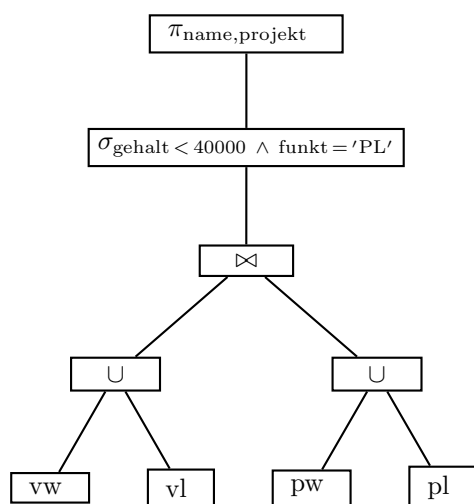 π name,projekt
σ gehalt < 40000 ∧ funkt = ′PL′
⋈
∪ ∪
vw vl pw pl